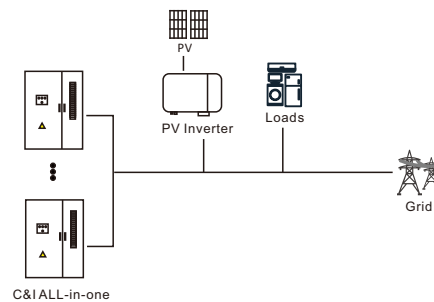 PV
PV Inverter
Loads
Grid
C&I ALL-in-one